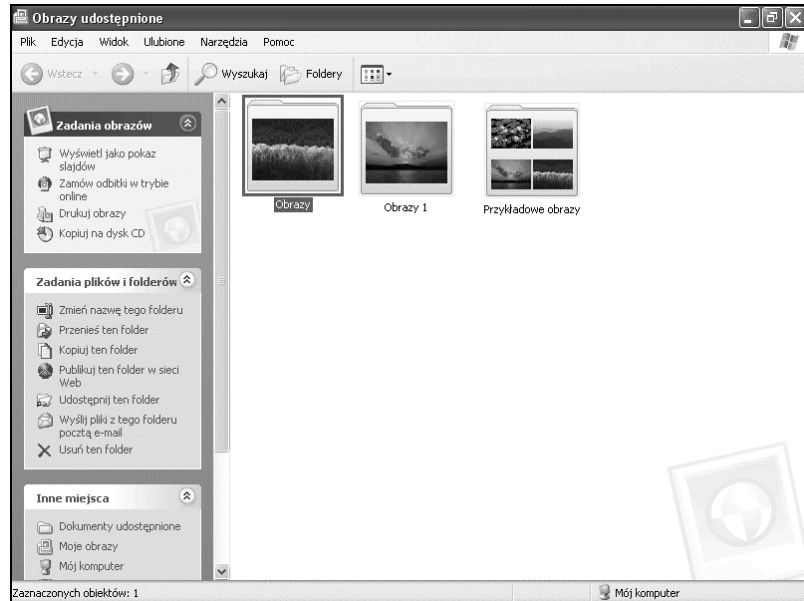 Obrazy udostępnione
Plik Edycja Widok Ulubione Narzędzia Pomoc
Wstecz Wyszukaj Foldery
Zadania obrazów
Wyświetl jako pokaz
slajdów
Zamów odbitki w trybie
online
Drukuj obrazy
Kopiuj na dysk CD
Zadania plików i folderów
Zmień nazwę tego folderu
Przenieś ten folder
Kopiuj ten folder
Publikuj ten folder w sieci
Web
Udostępnij ten folder
Wyślij pliki z tego folderu
pocztą e-mail
Usuń ten folder
Inne miejsca
Dokumenty udostępnione
Moje obrazy
Mój komputer
Obrazy
Obrazy 1
Przykładowe obrazy
Zaznaczonych obiektów: 1
Mój komputer